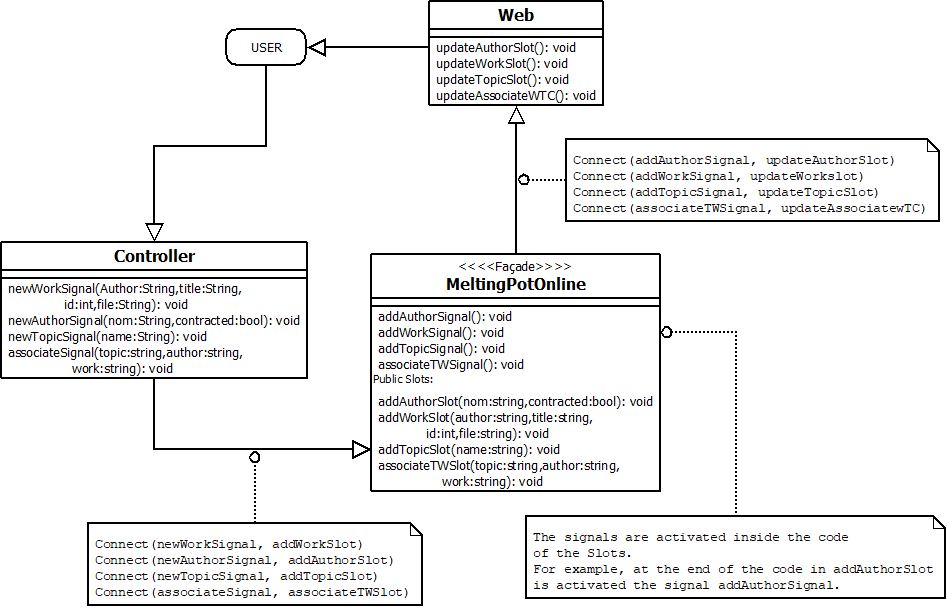 Web
updateAuthorSlot(): void
updateWorkSlot(): void
updateTopicSlot(): void
updateAssociateWTC(): void
USER
Connect(addAuthorSignal, updateAuthorSlot)
Connect(addWorkSignal, updateWorkslot)
Connect(addTopicSignal, updateTopicSlot)
Connect(associateTWSignal, updateAssociatewTC)
Controller
newWorkSignal(Author:String,title:String,
id:int,file:String): void
newAuthorSignal(nom:String,contracted:bool): void
newTopicSignal(name:String): void
associateSignal(topic:string,author:string,
work:string): void
<<<<Façade>>>>
MeltingPotOnline
addAuthorSignal(): void
addWorkSignal(): void
addTopicSignal(): void
associateTWSignal(): void
Public Slots:
addAuthorSlot(nom:string,contracted:bool): void
addWorkSlot(author:string,title:string,
id:int,file:string): void
addTopicSlot(name:string): void
associateTWSlot(topic:string,author:string,
work:string): void
Connect(newWorkSignal, addWorkSlot)
Connect(newAuthorSignal, addAuthorSlot)
Connect(newTopicSignal, addTopicSlot)
Connect(associateSignal, associateTWSlot)
The signals are activated inside the code
of the Slots.
For example, at the end of the code in addAuthorSlot
is activated the signal addAuthorSignal.